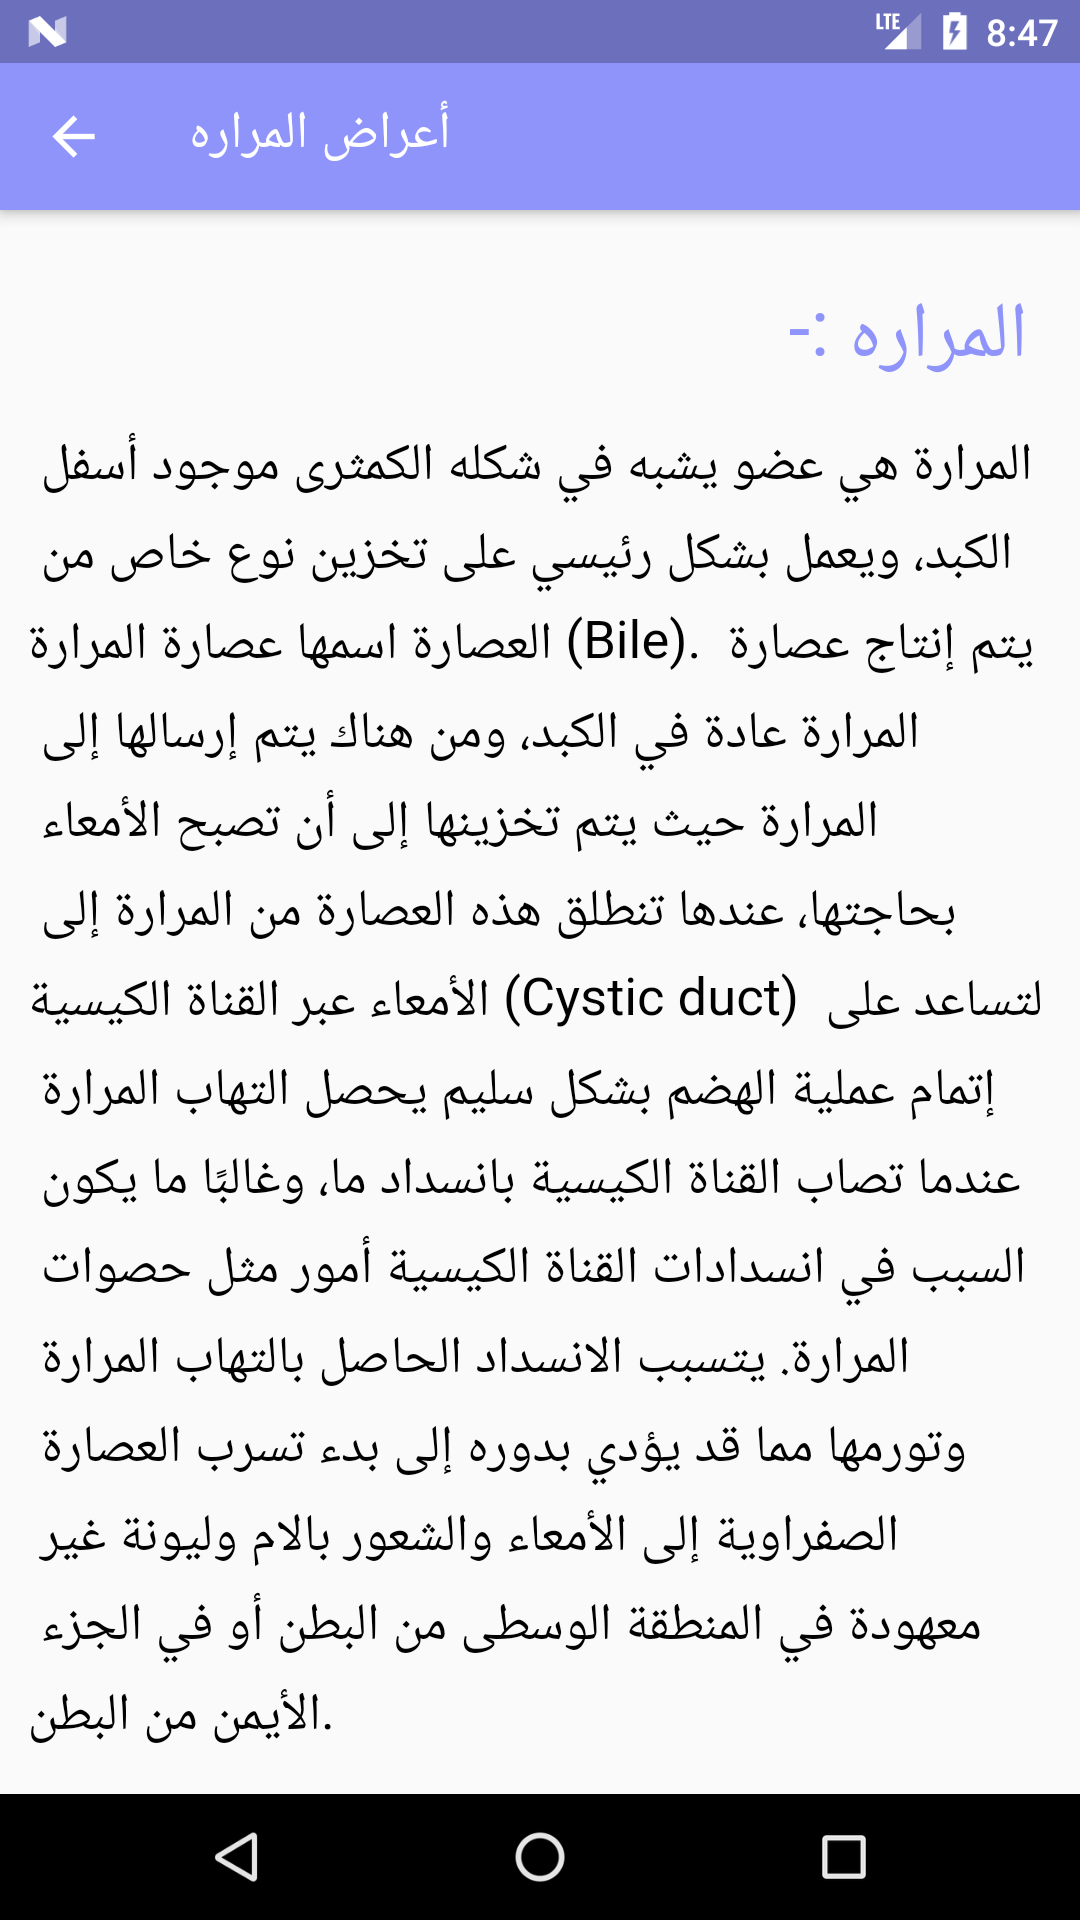 LTE 8:47
أعراض المراره
المراره :-
المرارة هي عضو يشبه في شكله الكمثرى موجود أسفل
الكبد، ويعمل بشكل رئيسي على تخزين نوع خاص من
العصارة اسمها عصارة المرارة (Bile). يتم إنتاج عصارة
المرارة عادة في الكبد، ومن هناك يتم إرسالها إلى
المرارة حيث يتم تخزينها إلى أن تصبح الأمعاء
بحاجتها، عندها تنطلق هذه العصارة من المرارة إلى
الأمعاء عبر القناة الكيسية (Cystic duct) لتساعد على
إتمام عملية الهضم بشكل سليم يحصل التهاب المرارة
عندما تصاب القناة الكيسية بانسداد ما، وغالبًا ما يكون
السبب في انسدادات القناة الكيسية أمور مثل حصوات
المرارة. يتسبب الانسداد الحاصل بالتهاب المرارة
وتورمها مما قد يؤدي بدوره إلى بدء تسرب العصارة
الصفراوية إلى الأمعاء والشعور بالام وليونة غير
معهودة في المنطقة الوسطى من البطن أو في الجزء
الأيمن من البطن.